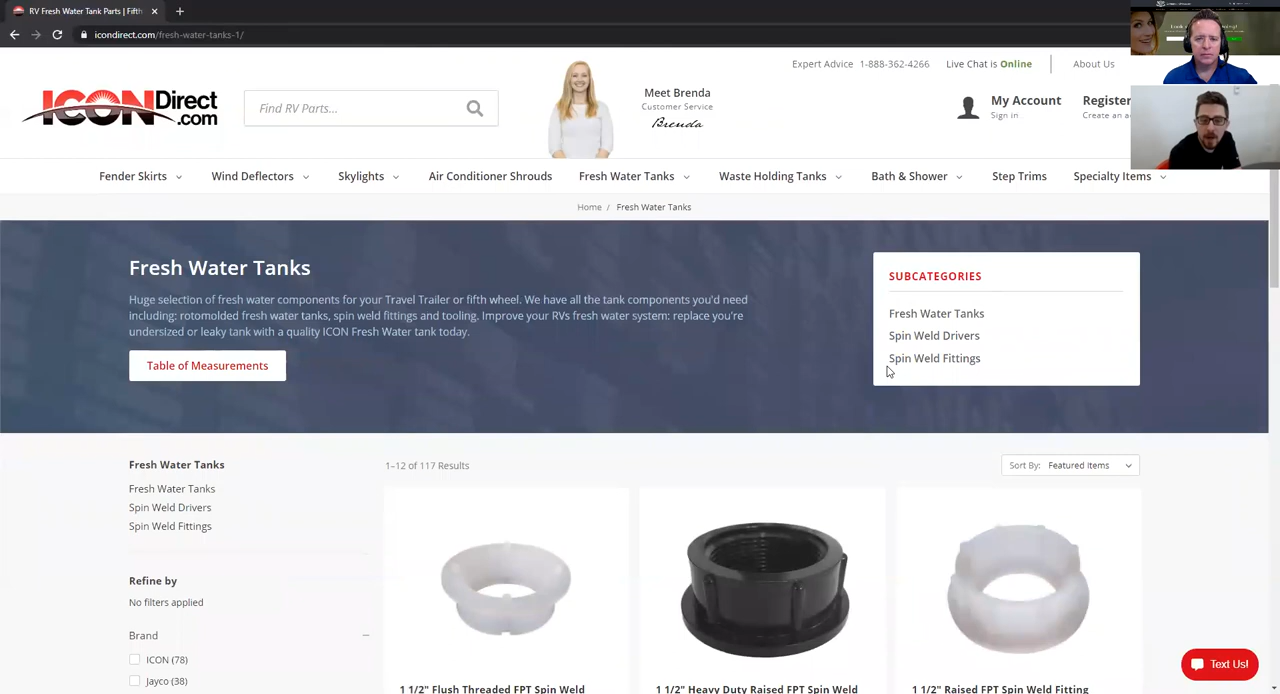 RV Fresh Water Tank Parts | Fifth
icondirect.com/fresh-water-tanks-1/
Expert Advice 1-888-362-4266
Live Chat is Online
About Us
ICONDirect
.com
Find RV Parts...
Meet Brenda
Customer Service
Brenda
My Account
Sign in
Register
Create an a
Fender Skirts
Wind Deflectors
Skylights
Air Conditioner Shrouds
Fresh Water Tanks
Waste Holding Tanks
Bath & Shower
Step Trims
Specialty Items
Home / Fresh Water Tanks
Fresh Water Tanks
Huge selection of fresh water components for your Travel Trailer or fifth wheel. We have all the tank components you'd need
including: rotomolded fresh water tanks, spin weld fittings and tooling. Improve your RVs fresh water system: replace you're
undersized or leaky tank with a quality ICON Fresh Water tank today.
Table of Measurements
SUBCATEGORIES
Fresh Water Tanks
Spin Weld Drivers
Spin Weld Fittings
Fresh Water Tanks
Fresh Water Tanks
Spin Weld Drivers
Spin Weld Fittings
Refine by
No filters applied
Brand
ICON (78)
Jayco (38)
1–12 of 117 Results
Sort By: Featured Items
1 1/2" Flush Threaded FPT Spin Weld
1 1/2" Heavy Duty Raised FPT Spin Weld
1 1/2" Raised FPT Spin Weld Fitting
Text Us!